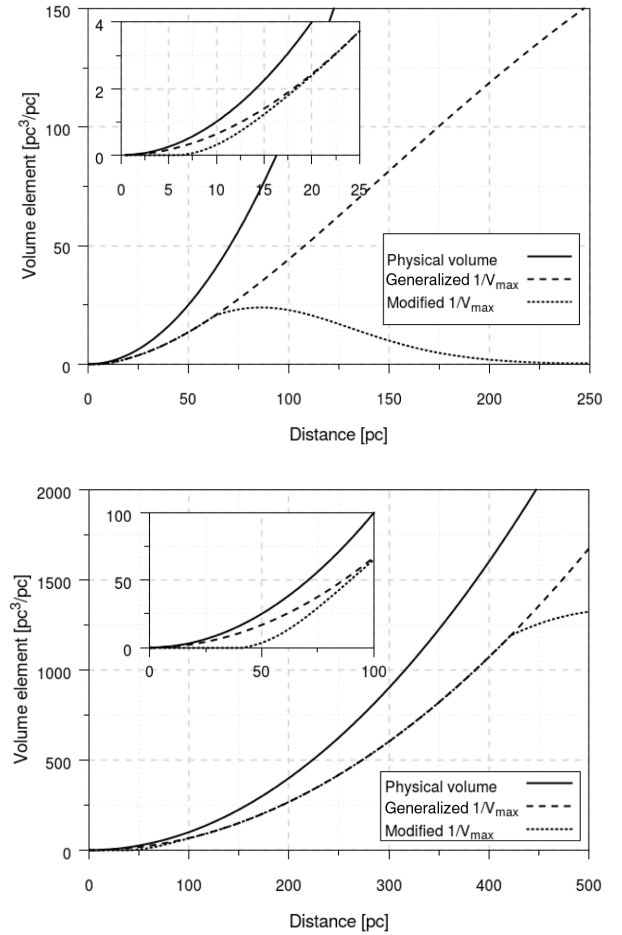 150
100
50
0
Volume element [pc³/pc]
4
2
0
0 5 10 15 20 25
Physical volume
Generalized 1/Vmax
Modified 1/Vmax
0 50 100 150 200 250
Distance [pc]
2000
1500
1000
500
0
Volume element [pc³/pc]
100
50
0
0 50 100
Physical volume
Generalized 1/Vmax
Modified 1/Vmax
0 100 200 300 400 500
Distance [pc]